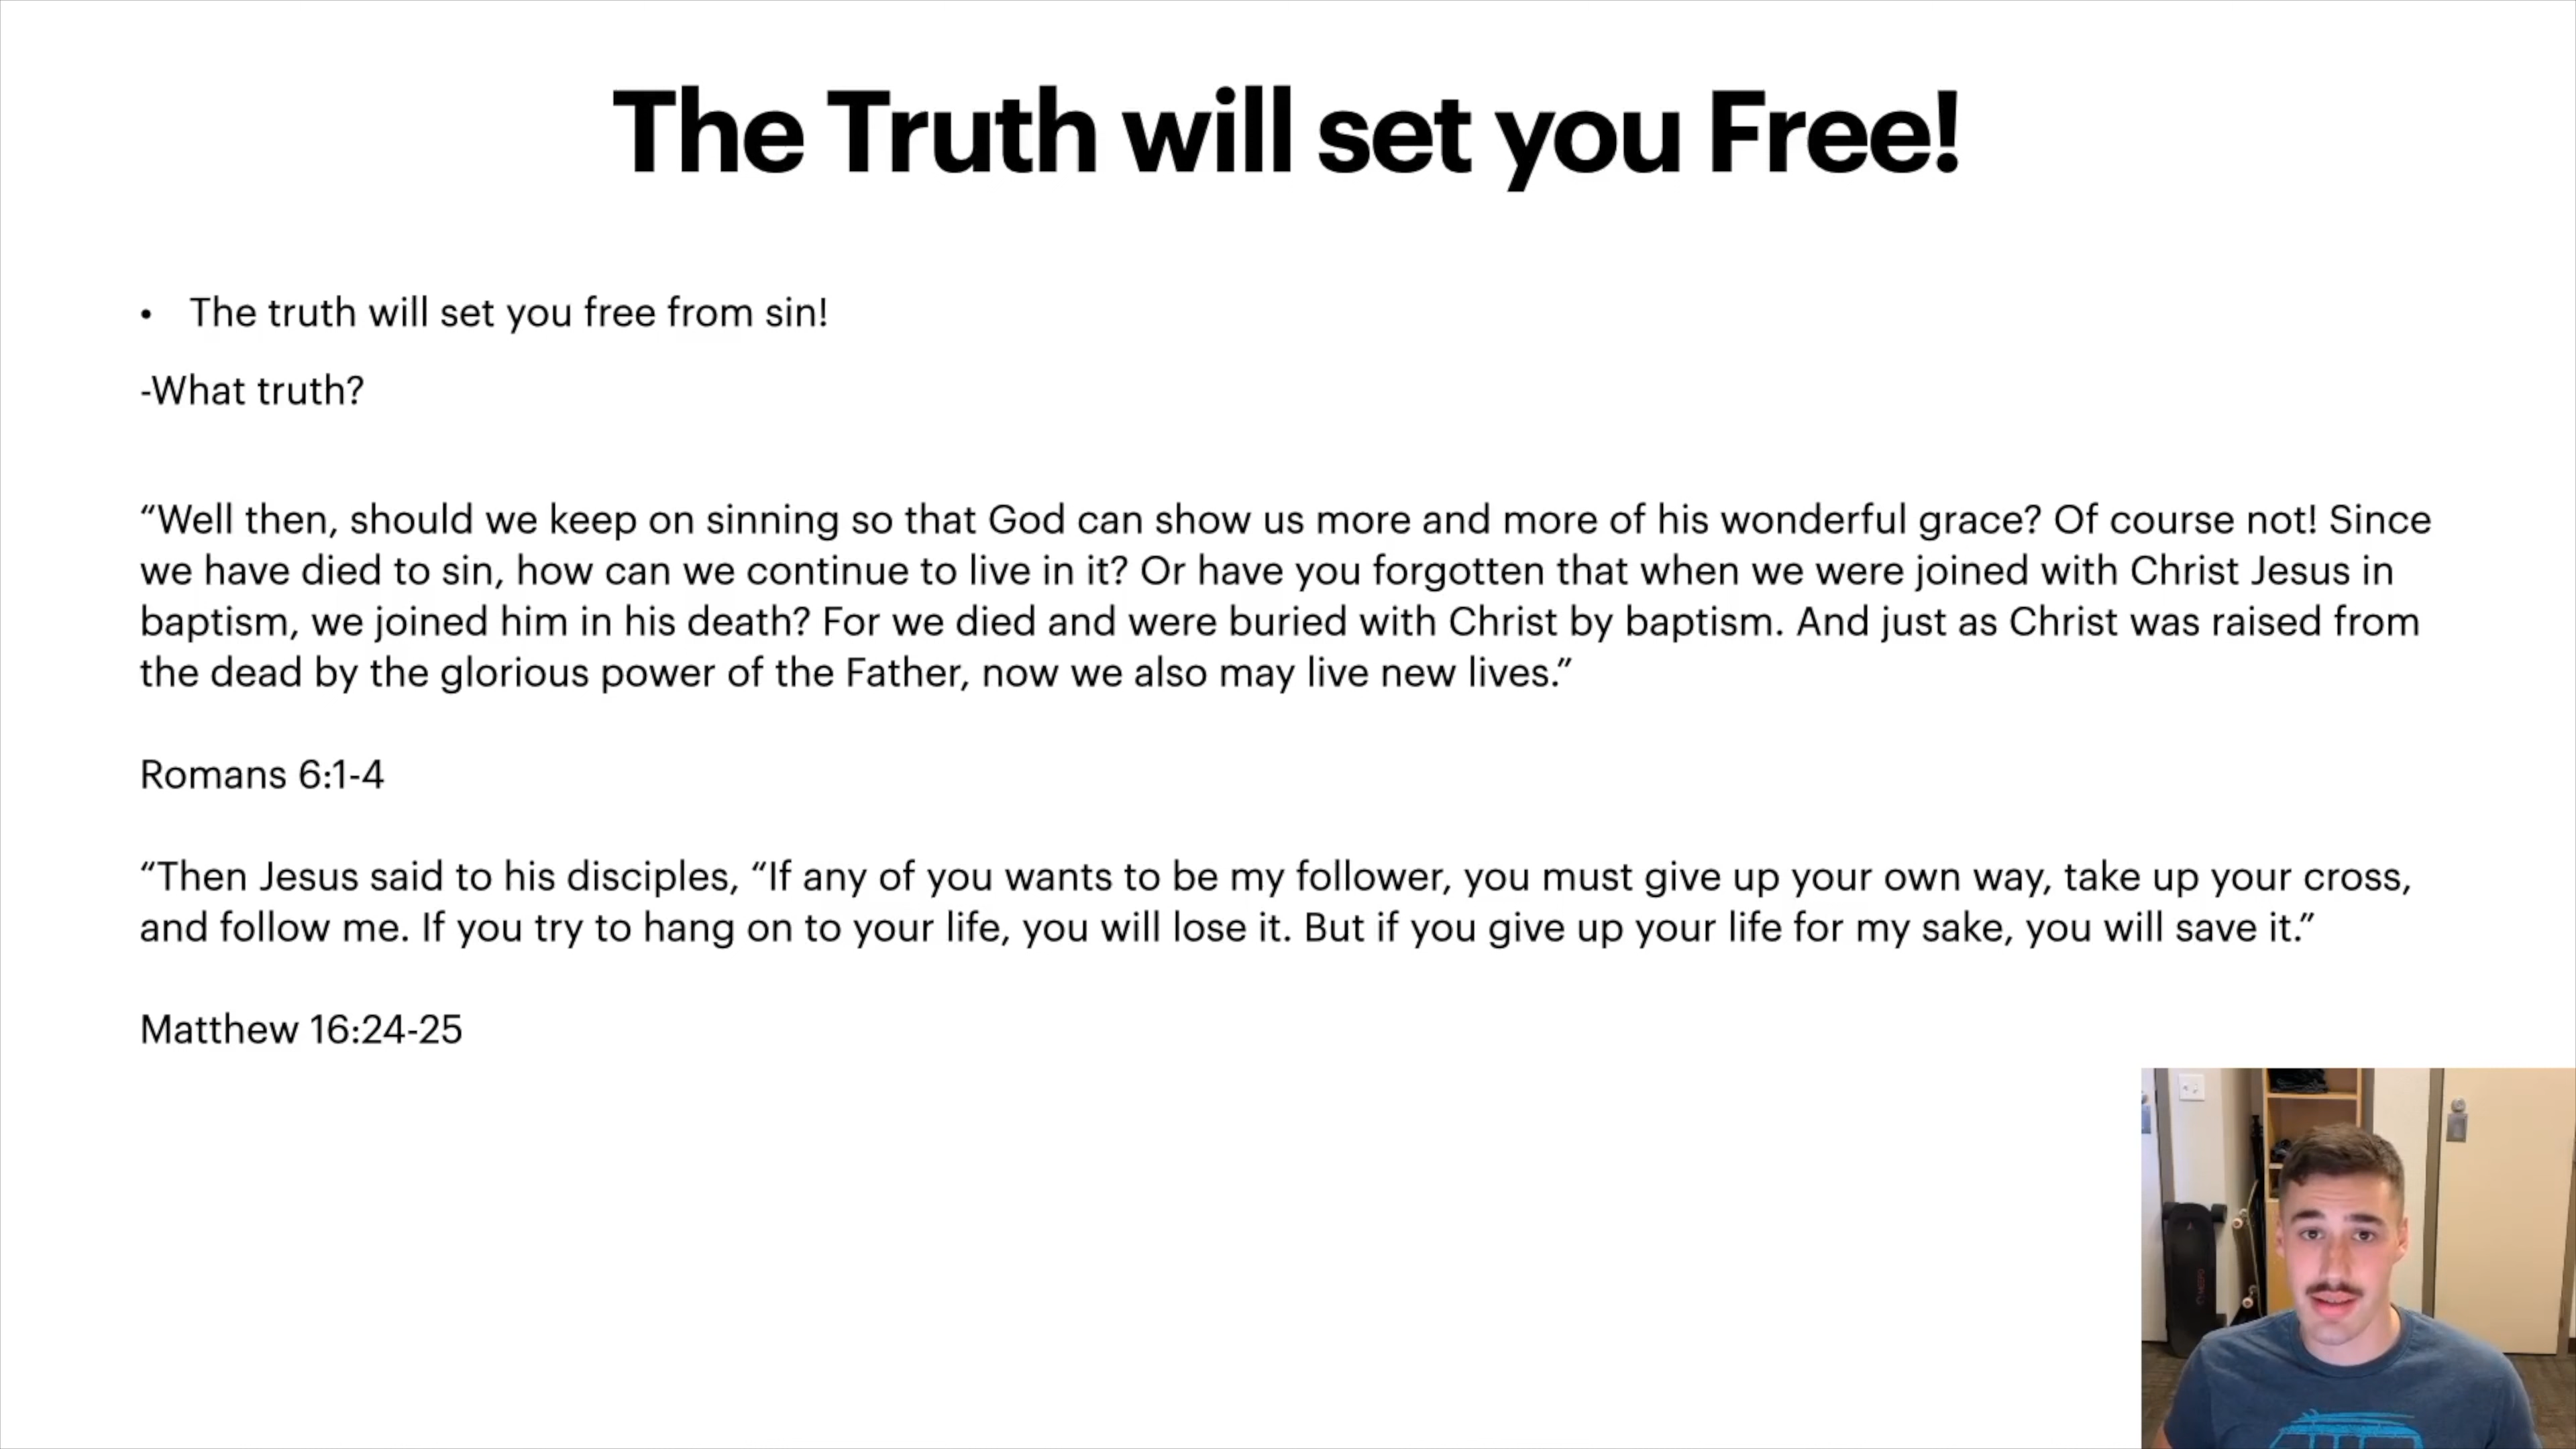 The Truth will set you Free!
• The truth will set you free from sin!
-What truth?
“Well then, should we keep on sinning so that God can show us more and more of his wonderful grace? Of course not! Since
we have died to sin, how can we continue to live in it? Or have you forgotten that when we were joined with Christ Jesus in
baptism, we joined him in his death? For we died and were buried with Christ by baptism. And just as Christ was raised from
the dead by the glorious power of the Father, now we also may live new lives.”
Romans 6:1-4
“Then Jesus said to his disciples, “If any of you wants to be my follower, you must give up your own way, take up your cross,
and follow me. If you try to hang on to your life, you will lose it. But if you give up your life for my sake, you will save it.”
Matthew 16:24-25